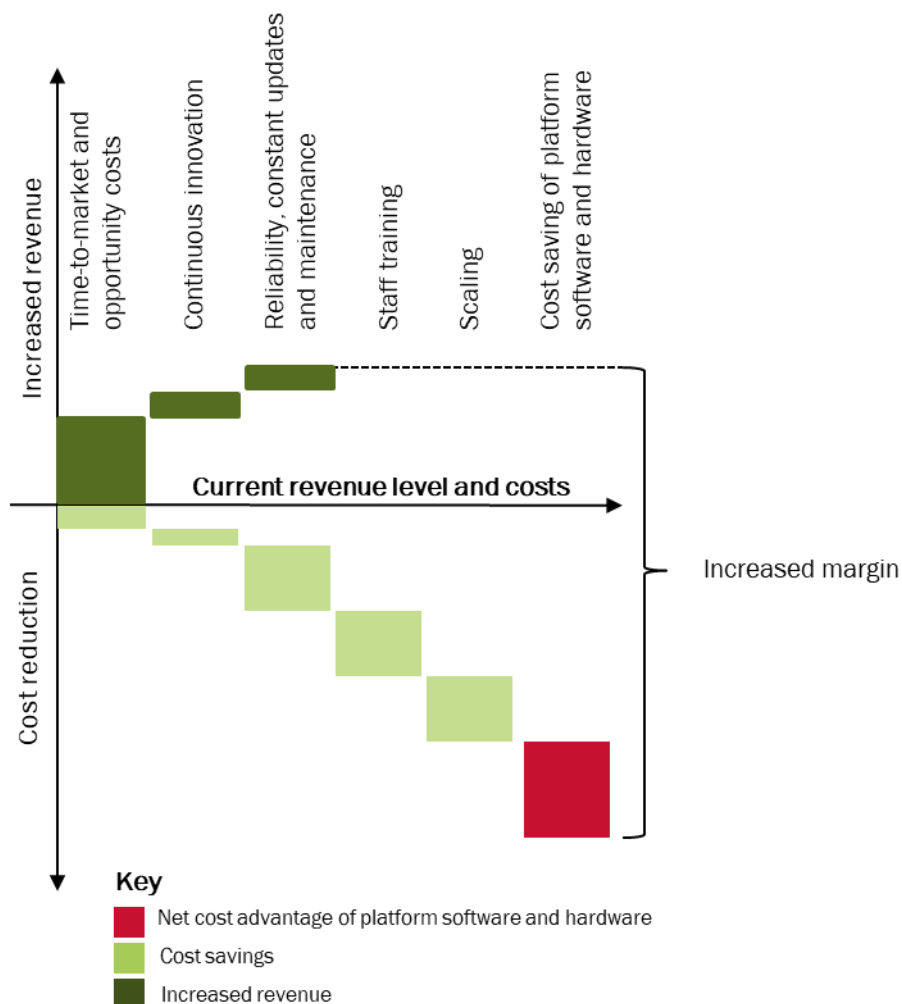 Increased revenue
Cost reduction
Time-to-market and
opportunity costs
Continuous innovation
Reliability, constant updates
and maintenance
Staff training
Scaling
Cost saving of platform
software and hardware
Current revenue level and costs
Increased margin
Key
Net cost advantage of platform software and hardware
Cost savings
Increased revenue